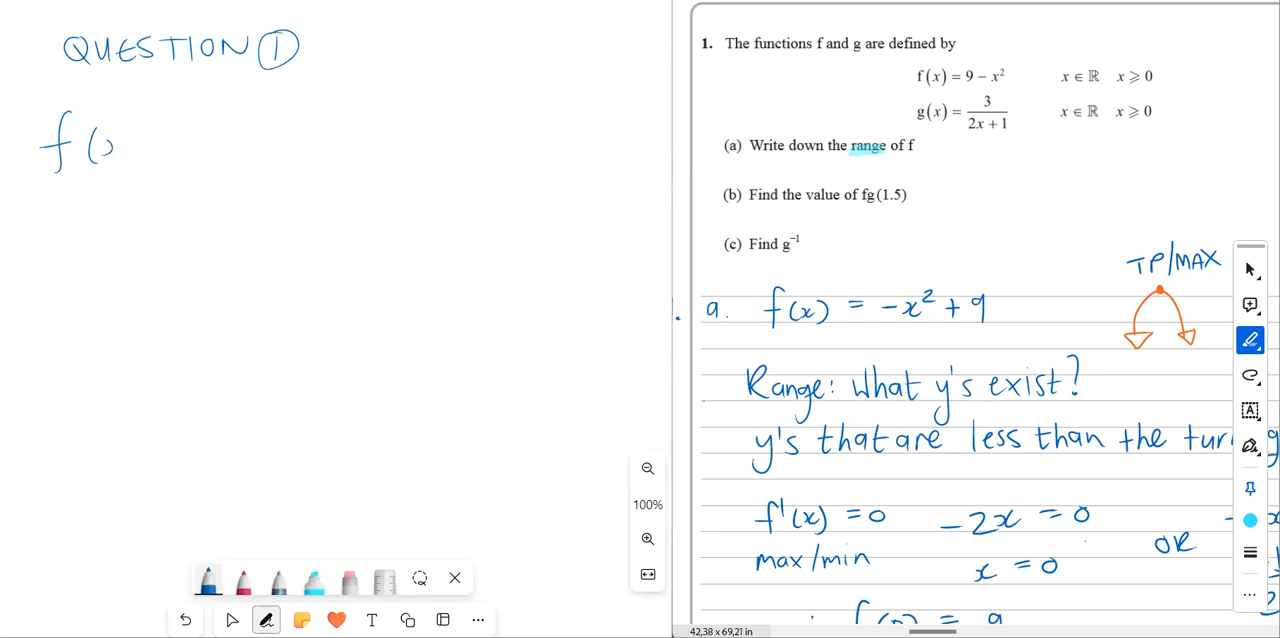 QUESTION ①
f(
1. The functions f and g are defined by
f(x) = 9 − x² x ∈ ℝ x ⩾ 0
g(x) = 3/(2x + 1) x ∈ ℝ x ⩾ 0
(a) Write down the range of f
(b) Find the value of fg(1.5)
(c) Find g⁻¹
TP/MAX
a. f(x) = -x² + 9
Range: What y's exist?
y's that are less than the
f'(x) = 0 -2x = 0
OR
max/min x = 0
= 9
100%
42,38 x 69,21 in